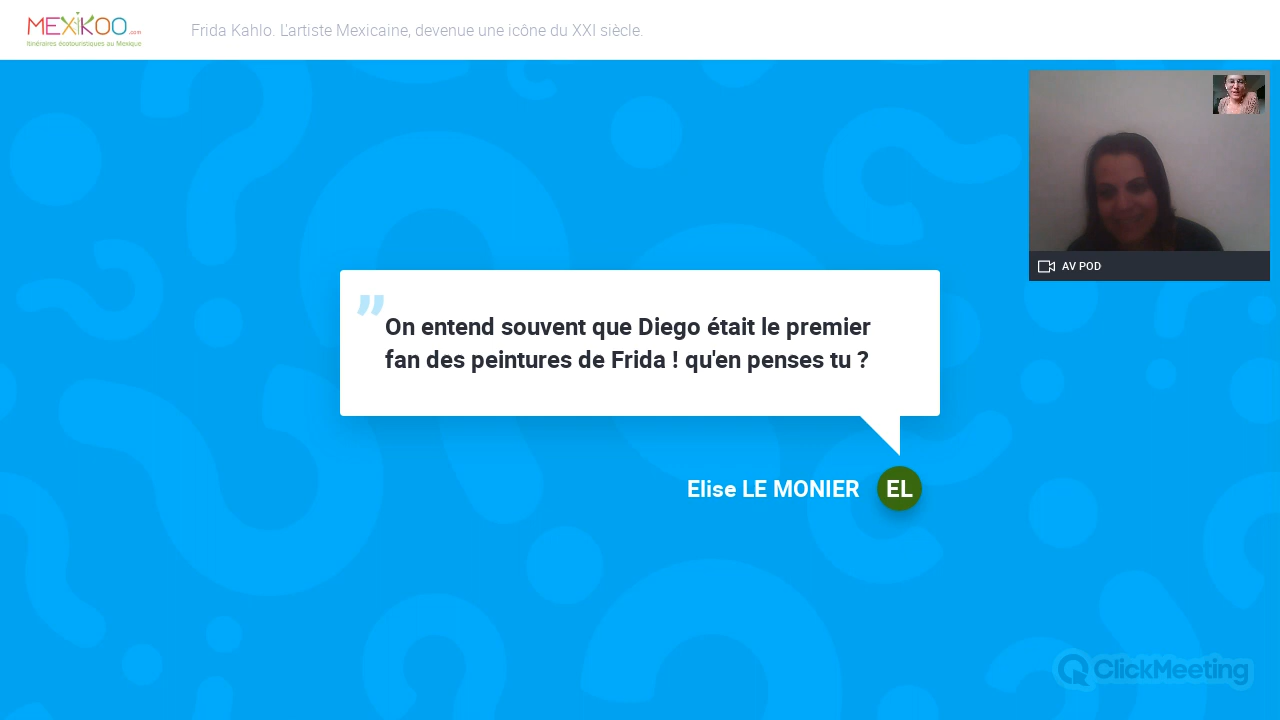 MEXIKOO.com
Itinéraires écotouristiques au Mexique
Frida Kahlo. L'artiste Mexicaine, devenue une icône du XXI siècle.
AV POD
" On entend souvent que Diego était le premier
fan des peintures de Frida ! qu'en penses tu ?
Elise LE MONIER EL
ClickMeeting